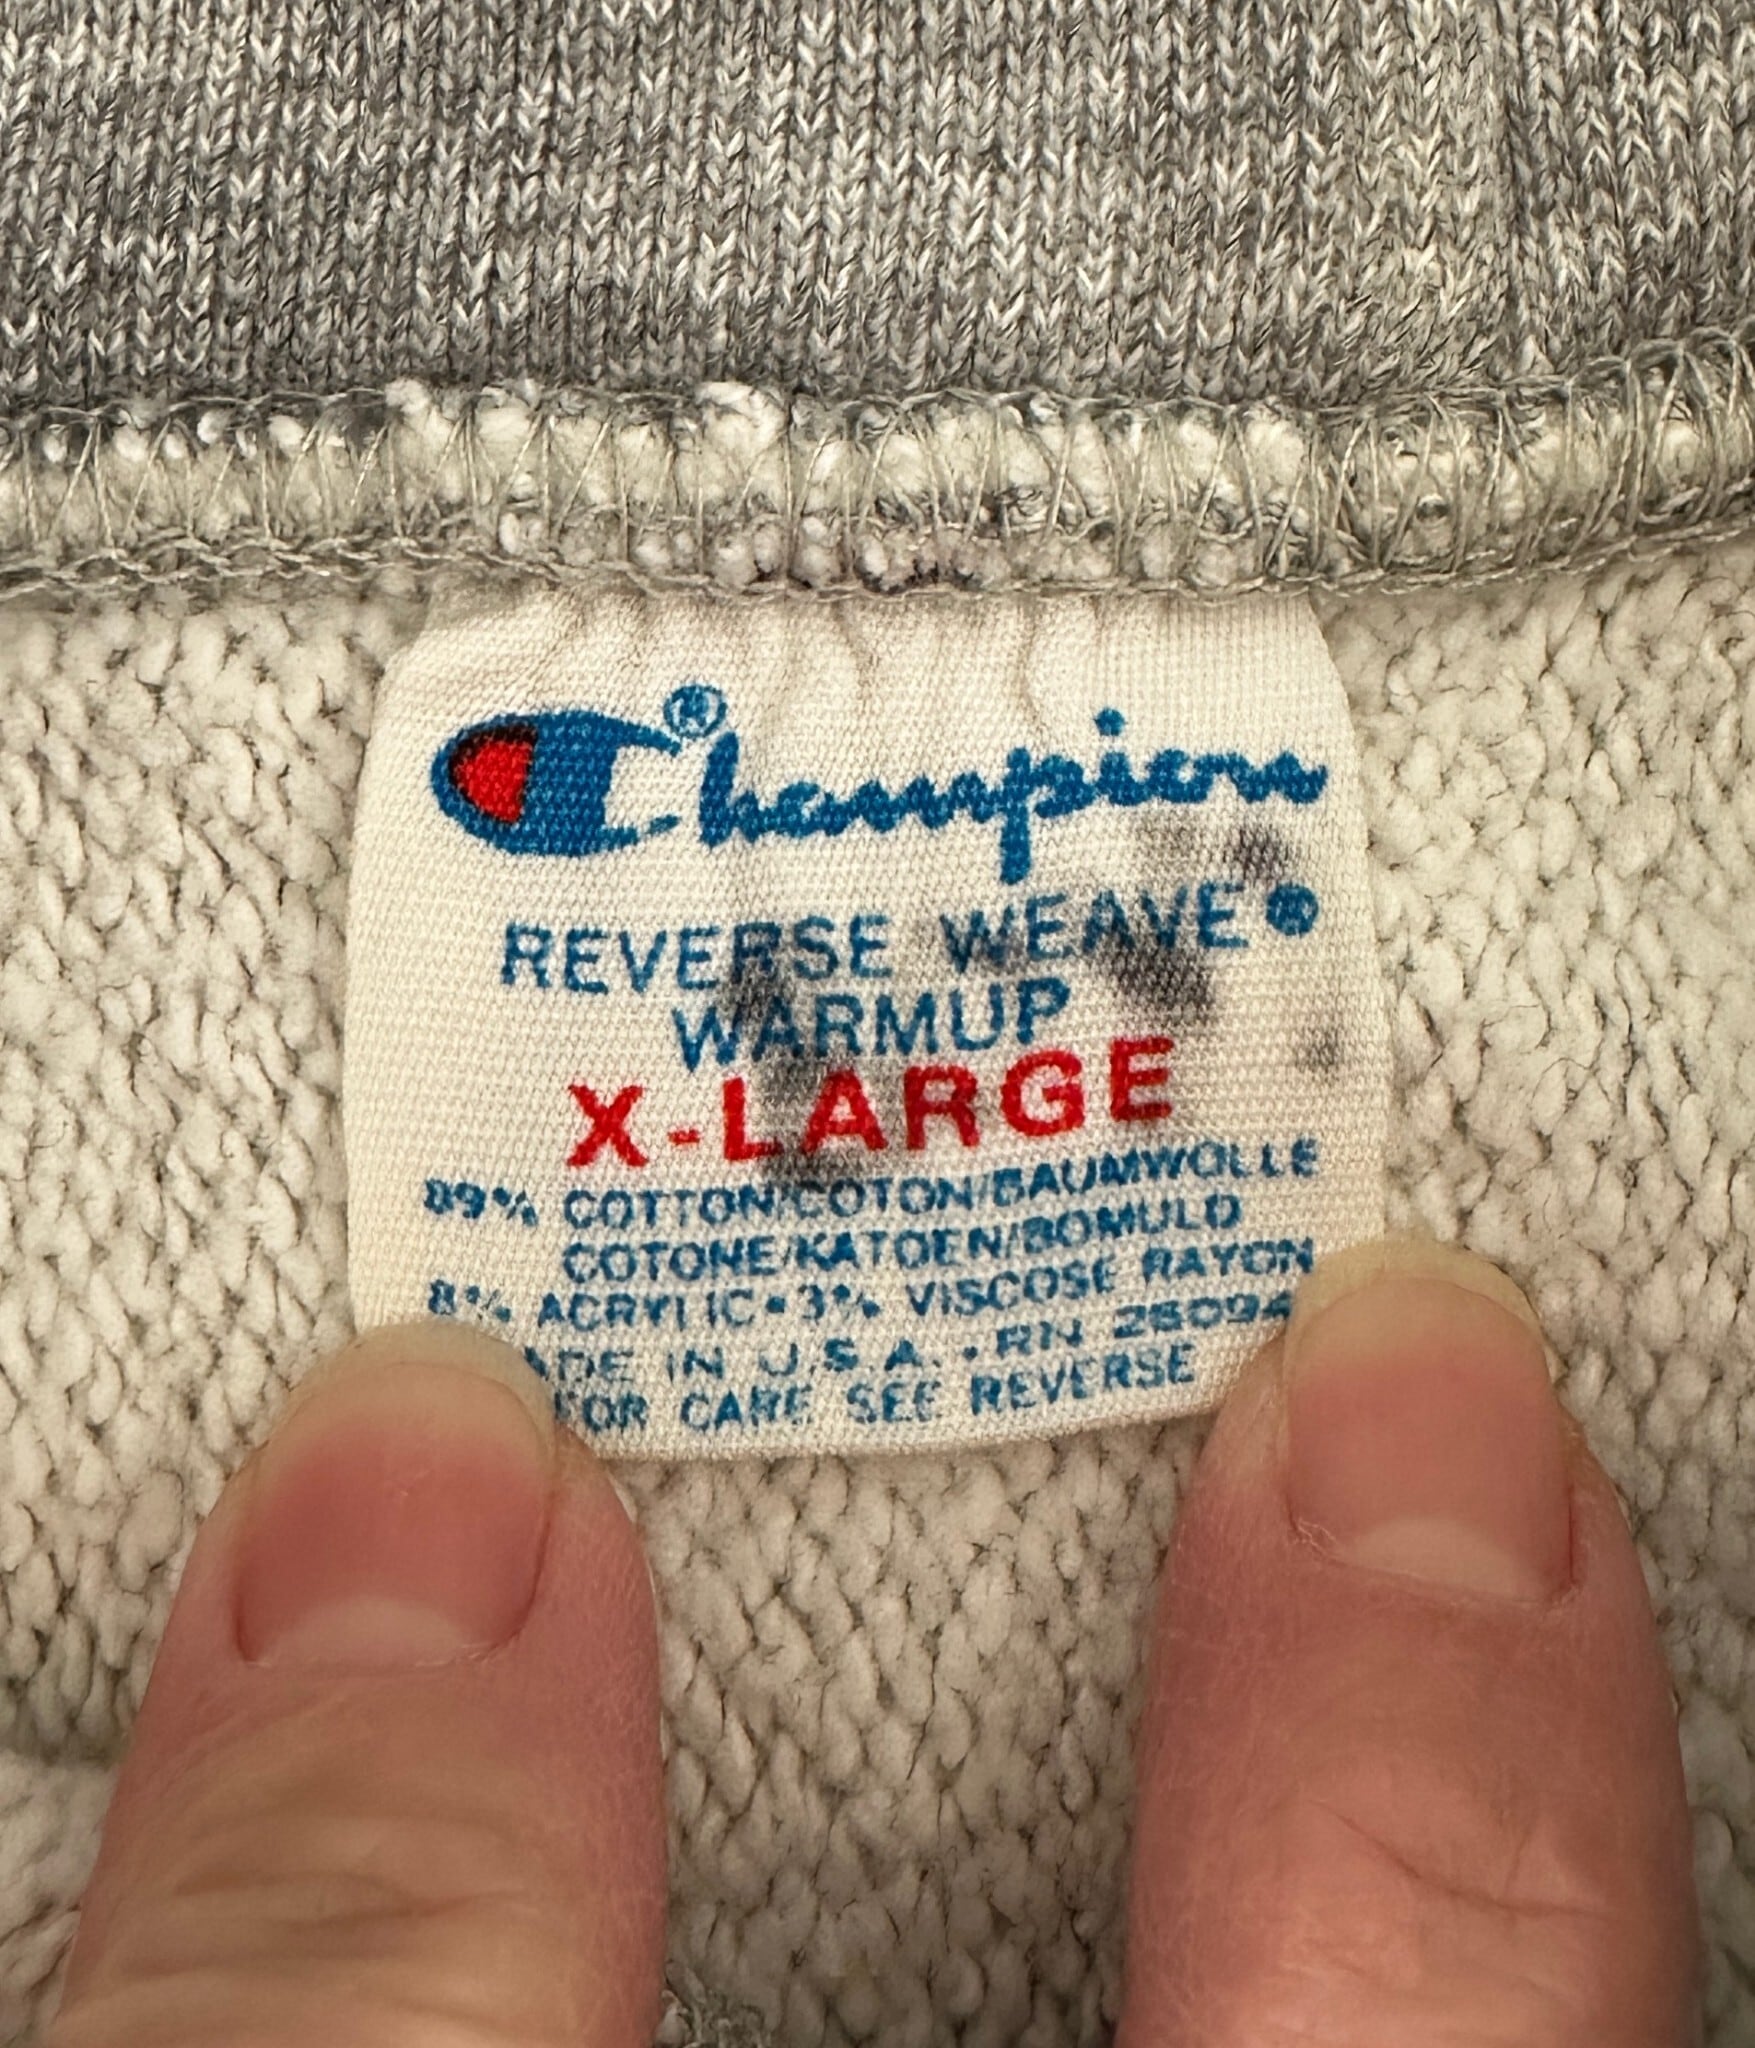 Champion®
REVERSE WEAVE®
WARMUP
X-LARGE
89% COTTON/COTON/BAUMWOLLE
COTONE/KATOEN/BOMULD
8% ACRYLIC • 3% VISCOSE RAYON
ADE IN U.S.A. • RN 26094
FOR CARE SEE REVERSE